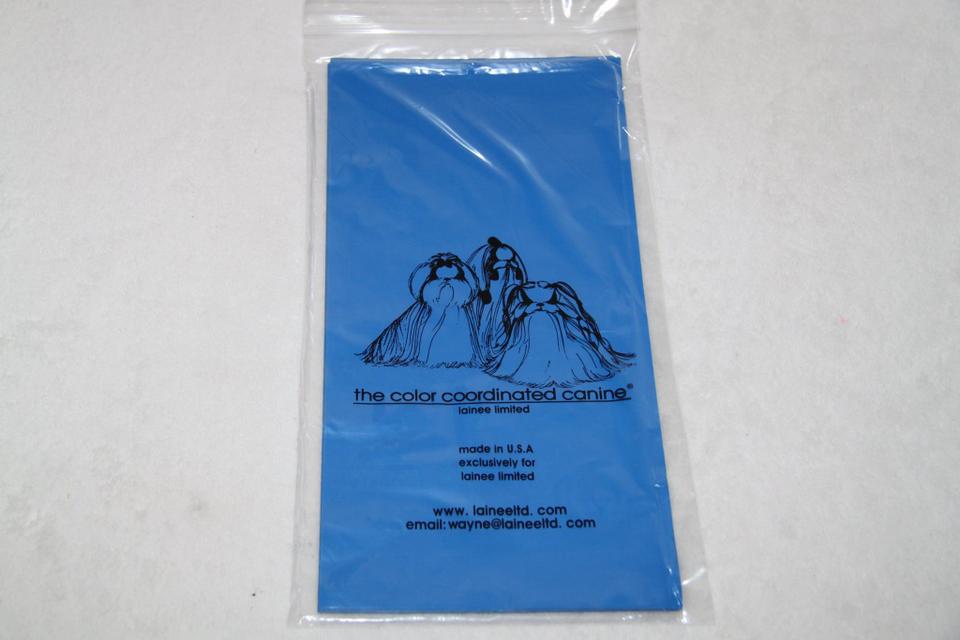 the color coordinated canine®
lainee limited
made in U.S.A
exclusively for
lainee limited
www. laineeltd. com
email: wayne@laineeltd. com